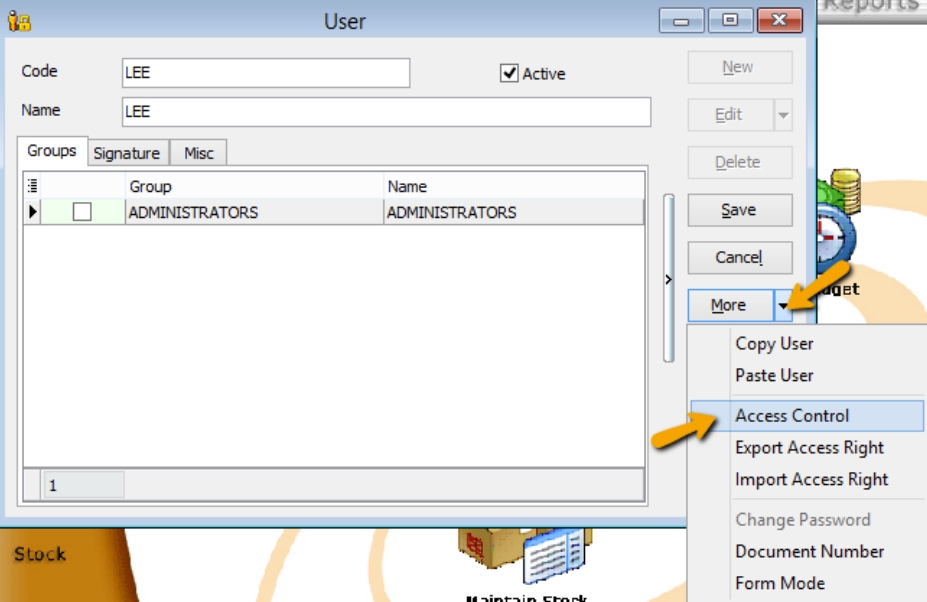 User
Reports
Code
LEE
Active
New
Name
LEE
Edit
Groups
Signature
Misc
Delete
Group
Name
ADMINISTRATORS
ADMINISTRATORS
Save
Cancel
More
Copy User
Paste User
Access Control
Export Access Right
Import Access Right
Change Password
Document Number
Form Mode
1
Stock
Maintain Stock